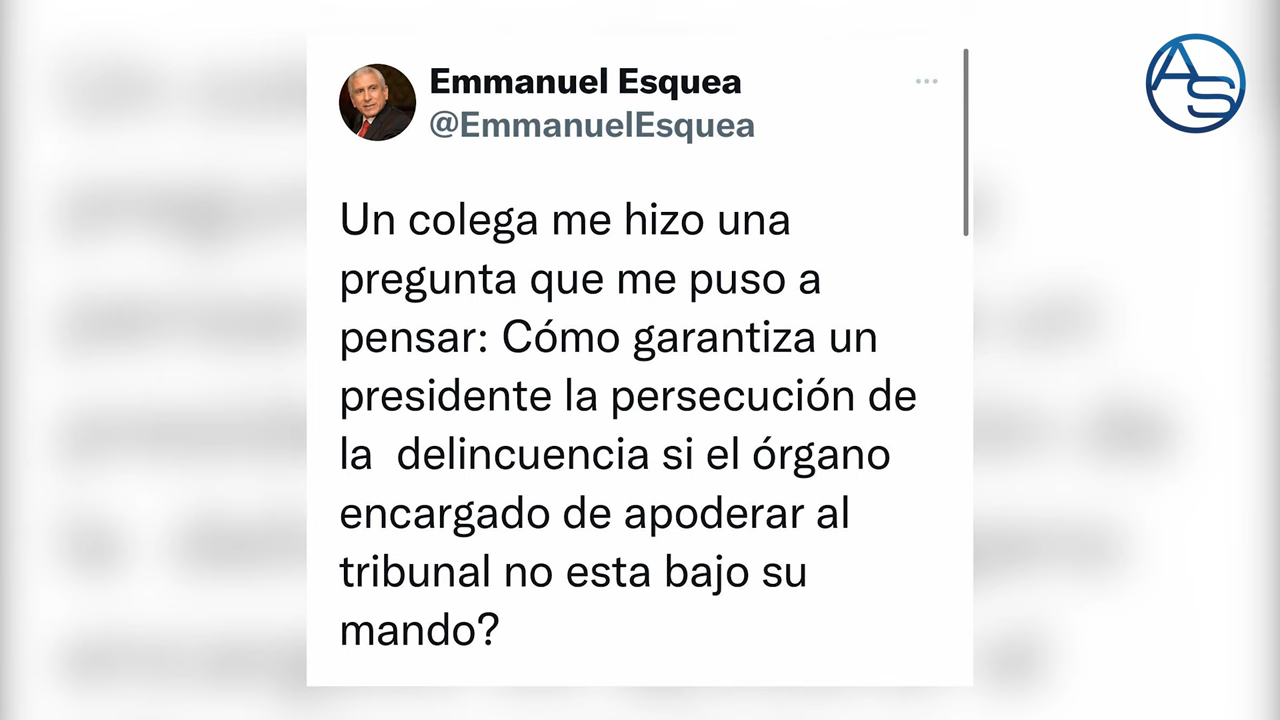 Emmanuel Esquea
@EmmanuelEsquea
Un colega me hizo una
pregunta que me puso a
pensar: Cómo garantiza un
presidente la persecución de
la  delincuencia si el órgano
encargado de apoderar al
tribunal no esta bajo su
mando?
AS